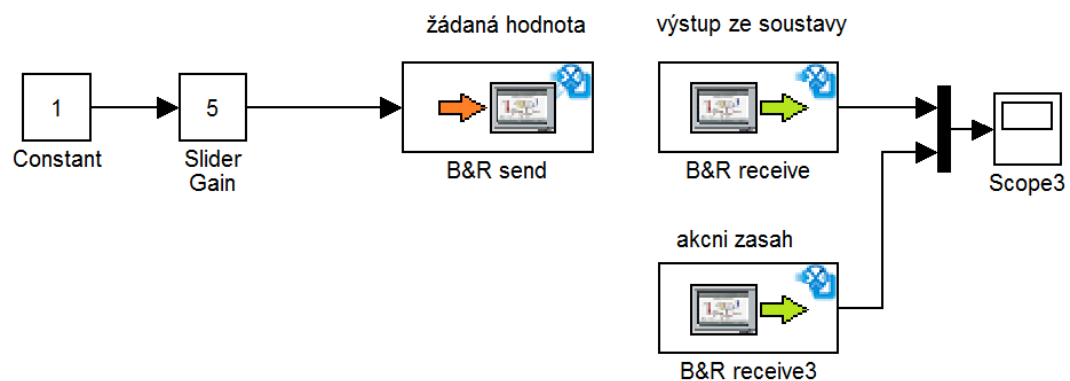 žádaná hodnota
výstup ze soustavy
1
5
Constant
Slider
Gain
B&R send
B&R receive
Scope3
akcni zasah
B&R receive3